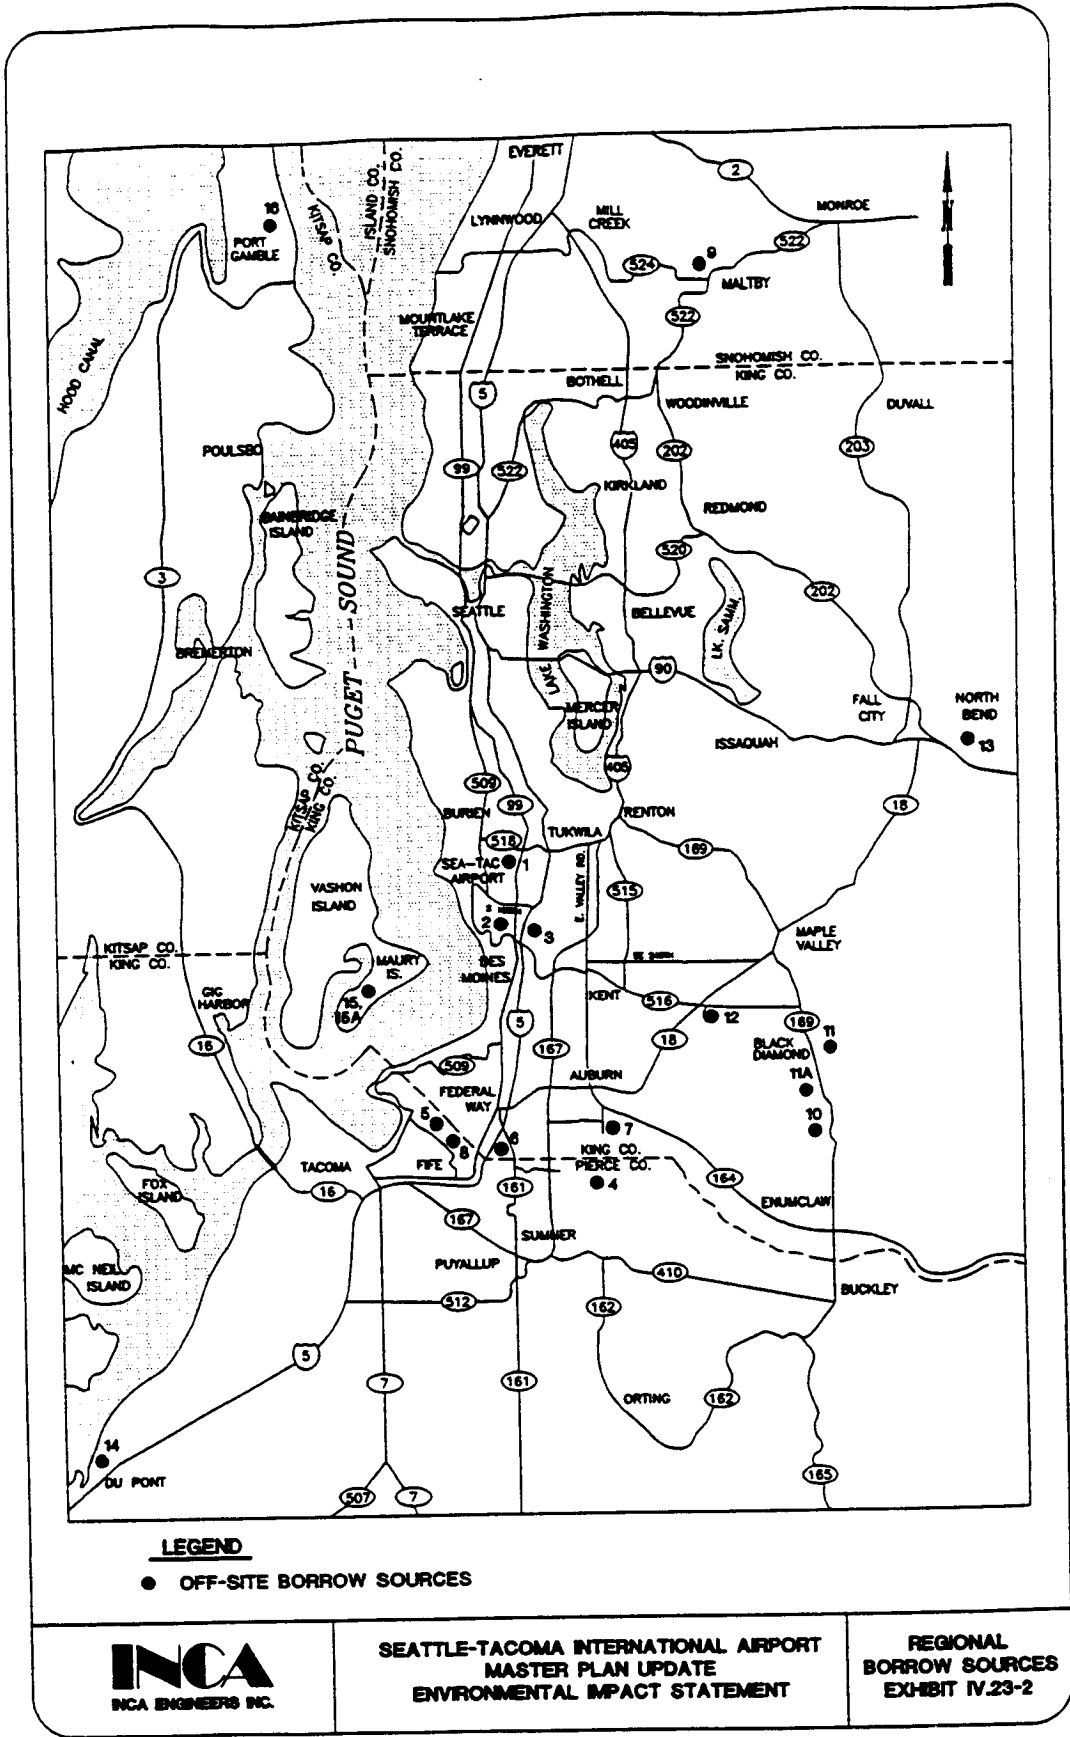 EVERETT
2
ISLAND CO.
SNOHOMISH CO.
KITSAP CO.
LYNNWOOD
MILL
CREEK
MONROE
16
PORT
GAMBLE
522
524
9
MALTBY
522
MOUNTLAKE
TERRACE
HOOD CANAL
SNOHOMISH CO.
KING CO.
BOTHELL
5
WOODINVILLE
DUVALL
POULSBO
405
202
203
99
522
KIRKLAND
REDMOND
BAINBRIDGE
ISLAND
PUGET SOUND
520
3
202
SEATTLE
LAKE WASHINGTON
BELLEVUE
LK. SAMM.
BREMERTON
90
MERCER
ISLAND
FALL
CITY
NORTH
BEND
13
ISSAQUAH
405
KITSAP CO.
KING CO.
509
99
BURIEN
RENTON
18
TUKWILA
518
169
SEA-TAC
AIRPORT
1
E. VALLEY RD.
VASHON
ISLAND
515
2
3
MAPLE
VALLEY
KITSAP CO.
KING CO.
MAURY
IS.
DES
MOINES
15,
15A
GIG
HARBOR
KENT
516
12
169
11
5
18
BLACK
DIAMOND
16
167
509
AUBURN
11A
FEDERAL
WAY
5
8
6
7
10
KING CO.
PIERCE CO.
TACOMA
FIFE
4
164
FOX
ISLAND
16
161
ENUMCLAW
167
SUMNER
PUYALLUP
MC NEIL
ISLAND
410
BUCKLEY
512
162
5
7
161
ORTING
162
14
DU PONT
165
507
7
LEGEND
OFF-SITE BORROW SOURCES
INCA
INCA ENGINEERS INC.
SEATTLE-TACOMA INTERNATIONAL AIRPORT
MASTER PLAN UPDATE
ENVIRONMENTAL IMPACT STATEMENT
REGIONAL
BORROW SOURCES
EXHIBIT IV.23-2